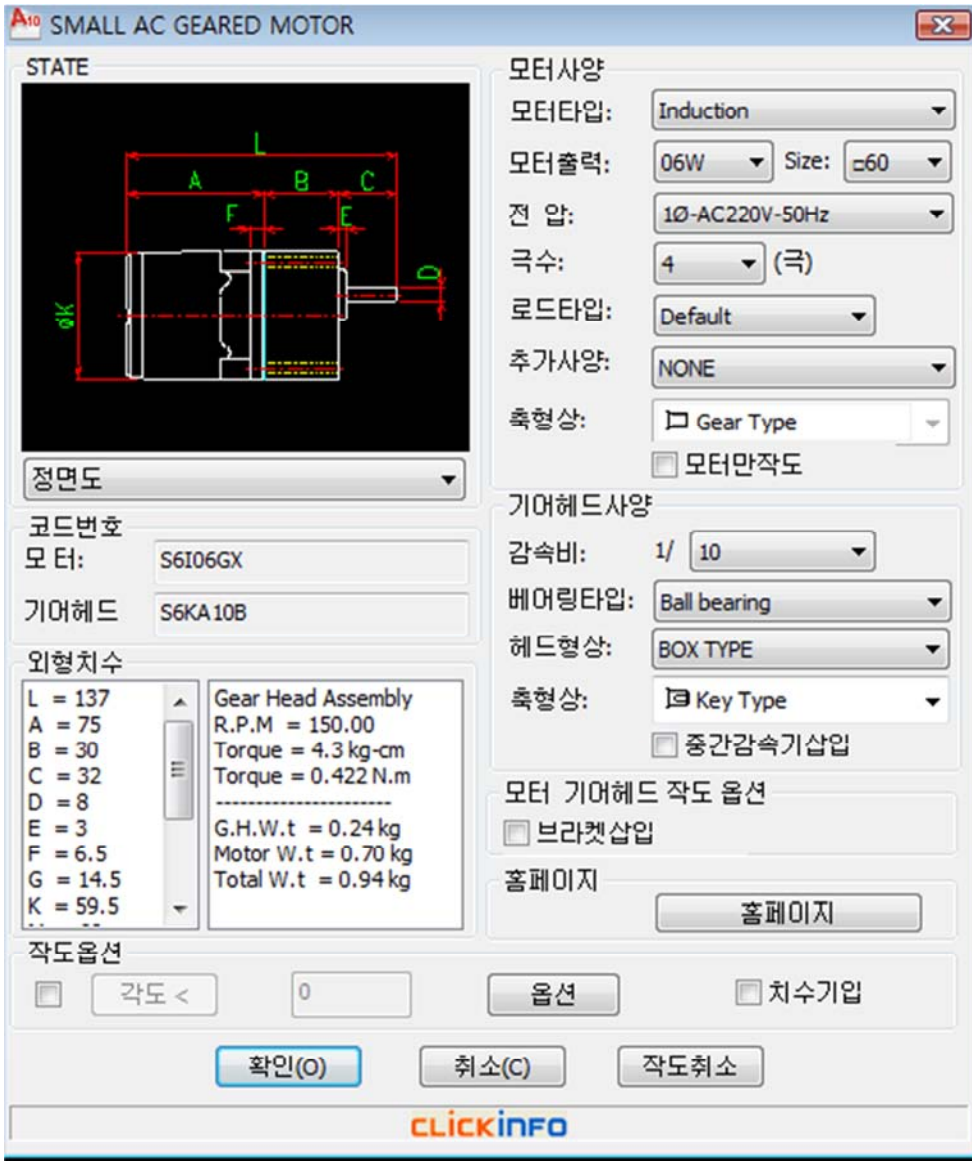 A10 SMALL AC GEARED MOTOR
STATE
L
A B C
F E
D
øK
정면도
코드번호
모 터: S6I06GX
기어헤드 S6KA10B
외형치수
L = 137
A = 75
B = 30
C = 32
D = 8
E = 3
F = 6.5
G = 14.5
K = 59.5
Gear Head Assembly
R.P.M = 150.00
Torque = 4.3 kg-cm
Torque = 0.422 N.m
-----------------------
G.H.W.t = 0.24 kg
Motor W.t = 0.70 kg
Total W.t = 0.94 kg
모터사양
모터타입: Induction
모터출력: 06W Size: □60
전 압: 1Ø-AC220V-50Hz
극수: 4 (극)
로드타입: Default
추가사양: NONE
축형상: Gear Type
모터만작도
기어헤드사양
감속비: 1/ 10
베어링타입: Ball bearing
헤드형상: BOX TYPE
축형상: Key Type
중간감속기삽입
모터 기어헤드 작도 옵션
브라켓삽입
홈페이지
홈페이지
작도옵션
각도 < 0 옵션 치수기입
확인(O) 취소(C) 작도취소
CLICKINFO